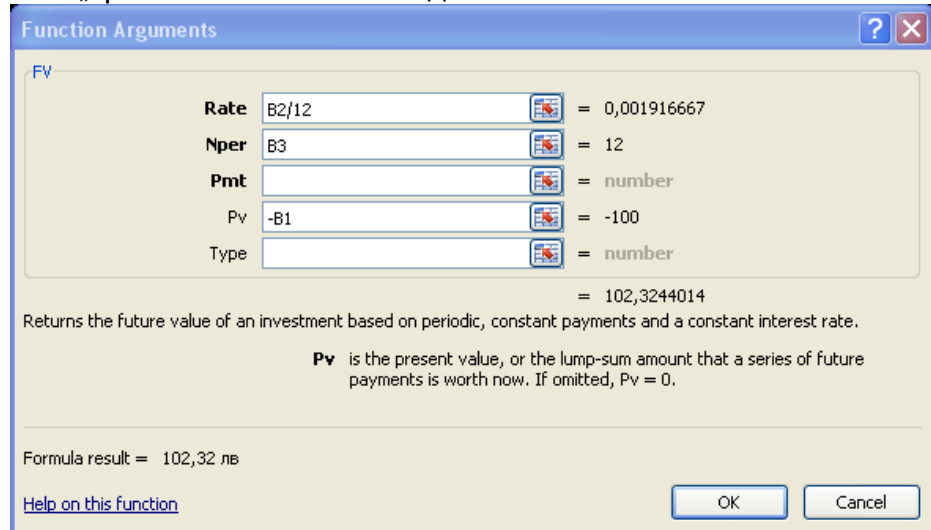 Function Arguments
FV
Rate B2/12 = 0,001916667
Nper B3 = 12
Pmt = number
Pv -B1 = -100
Type = number
= 102,3244014
Returns the future value of an investment based on periodic, constant payments and a constant interest rate.
Pv is the present value, or the lump-sum amount that a series of future
payments is worth now. If omitted, Pv = 0.
Formula result = 102,32 лв
Help on this function
OK Cancel